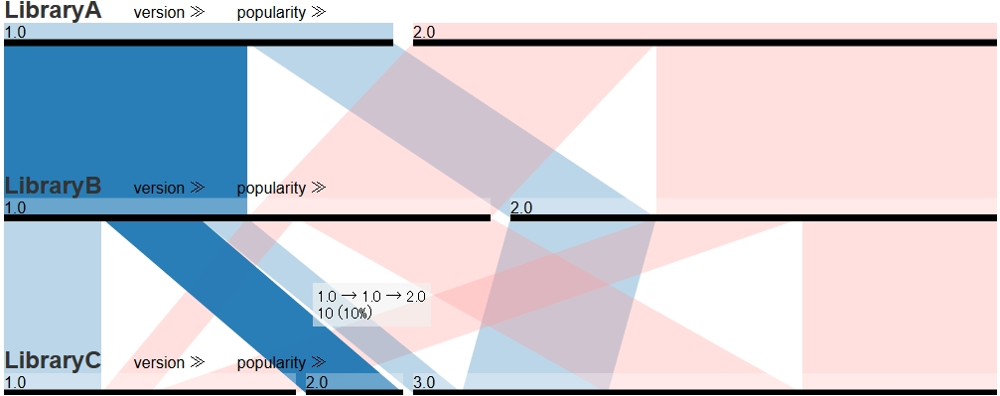 LibraryA version ≫ popularity ≫
1.0 2.0
LibraryB version ≫ popularity ≫
1.0 2.0
1.0 → 1.0 → 2.0
10 (10%)
LibraryC version ≫ popularity ≫
1.0 2.0 3.0